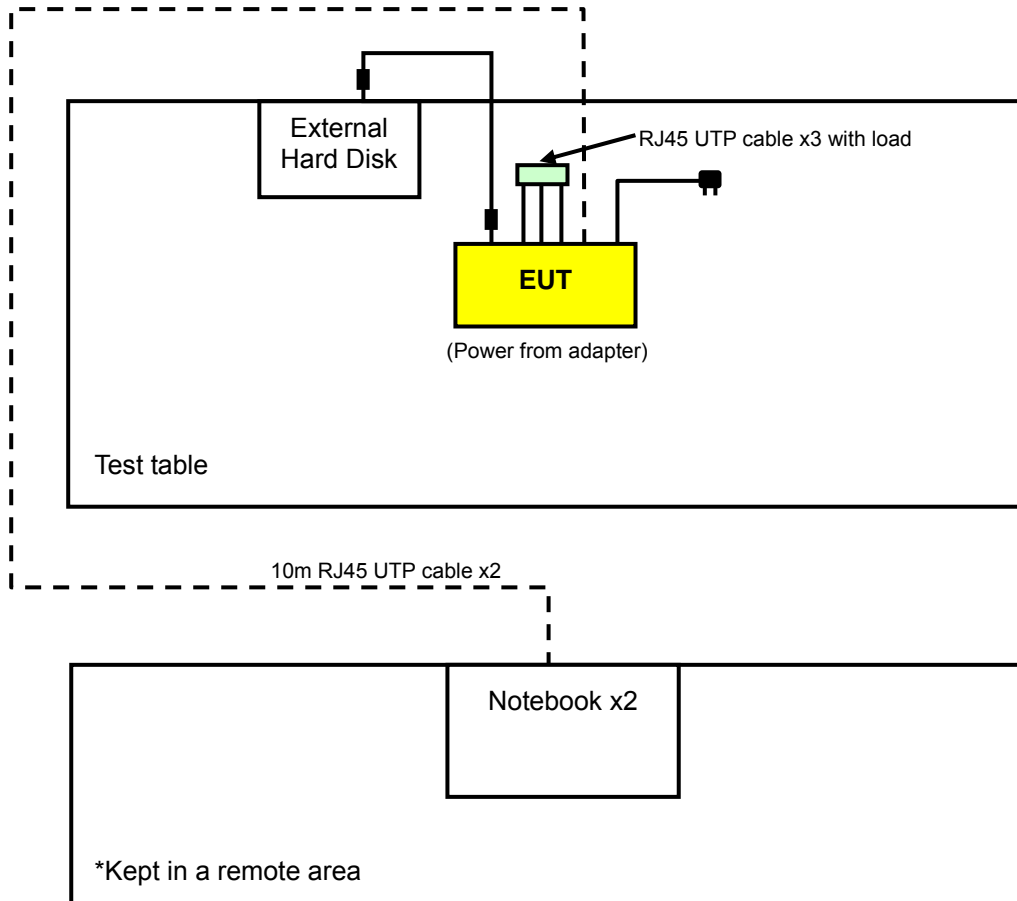 External
Hard Disk
RJ45 UTP cable x3 with load
EUT
(Power from adapter)
Test table
10m RJ45 UTP cable x2
Notebook x2
*Kept in a remote area